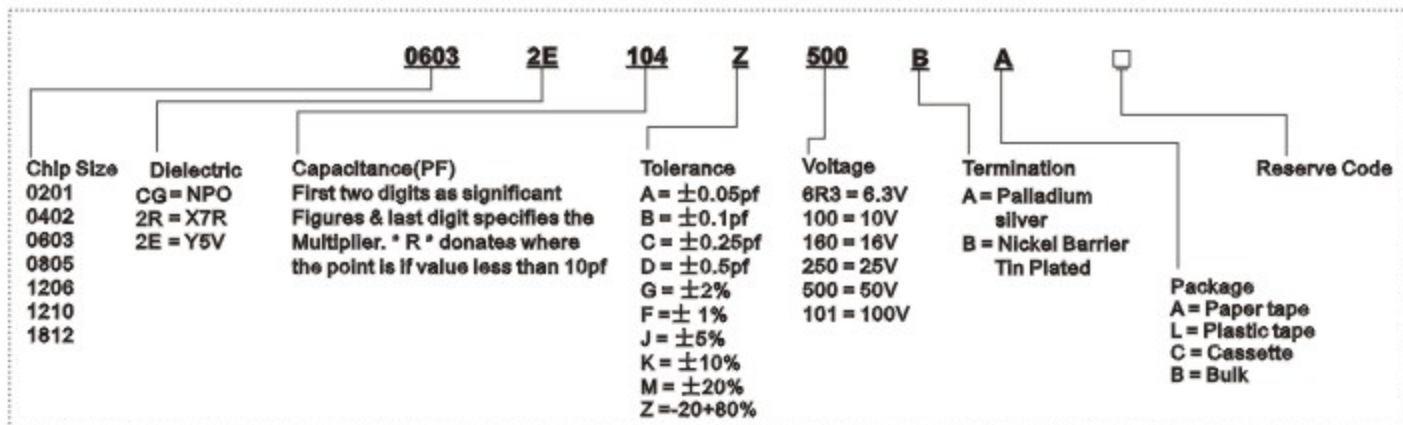 0603 2E 104 Z 500 B A
Chip Size
0201
0402
0603
0805
1206
1210
1812
Dielectric
CG=NPO
2R = X7R
2E = Y5V
Capacitance(PF)
First two digits as significant
Figures & last digit specifies the
Multiplier. " R " donates where
the point is if value less than 10pf
Tolerance
A= ±0.05pf
B = ±0.1pf
C = ±0.25pf
D = ±0.5pf
G = ±2%
F =± 1%
J = ±5%
K = ±10%
M = ±20%
Z =-20+80%
Voltage
6R3 = 6.3V
100 = 10V
160 = 16V
250 = 25V
500 = 50V
101 = 100V
Termination
A = Palladium
silver
B = Nickel Barrier
Tin Plated
Package
A = Paper tape
L = Plastic tape
C = Cassette
B = Bulk
Reserve Code